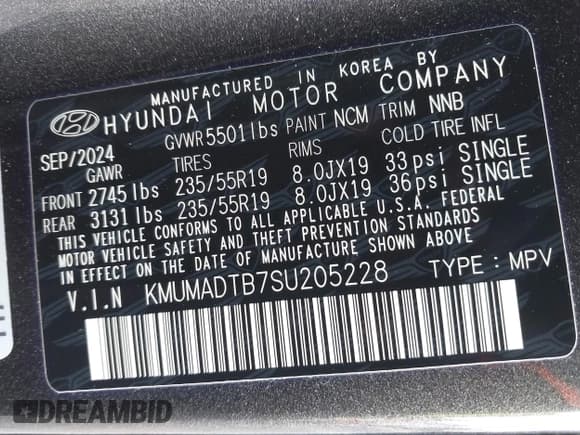 MANUFACTURED IN KOREA BY
HYUNDAI MOTOR COMPANY
SEP/2024 GVWR 5501 lbs PAINT NCM TRIM NNB
GAWR TIRES RIMS COLD TIRE INFL
FRONT 2745 lbs 235/55R19 8.0JX19 33 psi SINGLE
REAR 3131 lbs 235/55R19 8.0JX19 36 psi SINGLE
THIS VEHICLE CONFORMS TO ALL APPLICABLE U.S.A. FEDERAL
MOTOR VEHICLE SAFETY AND THEFT PREVENTION STANDARDS
IN EFFECT ON THE DATE OF MANUFACTURE SHOWN ABOVE.
V.I.N KMUMADTB7SU205228 TYPE : MPV
DREAMBID